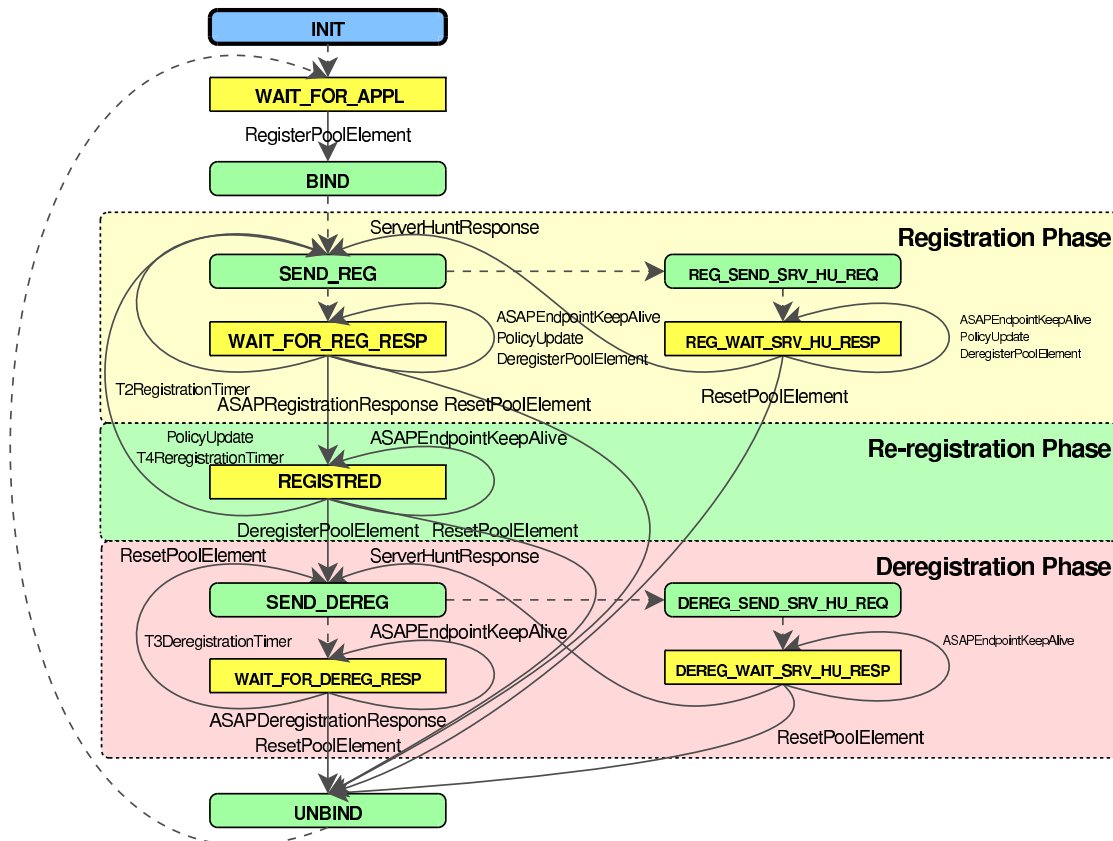 INIT
WAIT_FOR_APPL
RegisterPoolElement
BIND
ServerHuntResponse
Registration Phase
SEND_REG
REG_SEND_SRV_HU_REQ
ASAPEndpointKeepAlive
PolicyUpdate
DeregisterPoolElement
WAIT_FOR_REG_RESP
REG_WAIT_SRV_HU_RESP
ASAPEndpointKeepAlive
PolicyUpdate
DeregisterPoolElement
T2RegistrationTimer
ASAPRegistrationResponse
ResetPoolElement
ResetPoolElement
PolicyUpdate
T4ReregistrationTimer
ASAPEndpointKeepAlive
Re-registration Phase
REGISTRED
DeregisterPoolElement
ResetPoolElement
ResetPoolElement
ServerHuntResponse
Deregistration Phase
SEND_DEREG
DEREG_SEND_SRV_HU_REQ
T3DeregistrationTimer
ASAPEndpointKeepAlive
ASAPEndpointKeepAlive
WAIT_FOR_DEREG_RESP
DEREG_WAIT_SRV_HU_RESP
ASAPDeregistrationResponse
ResetPoolElement
ResetPoolElement
UNBIND